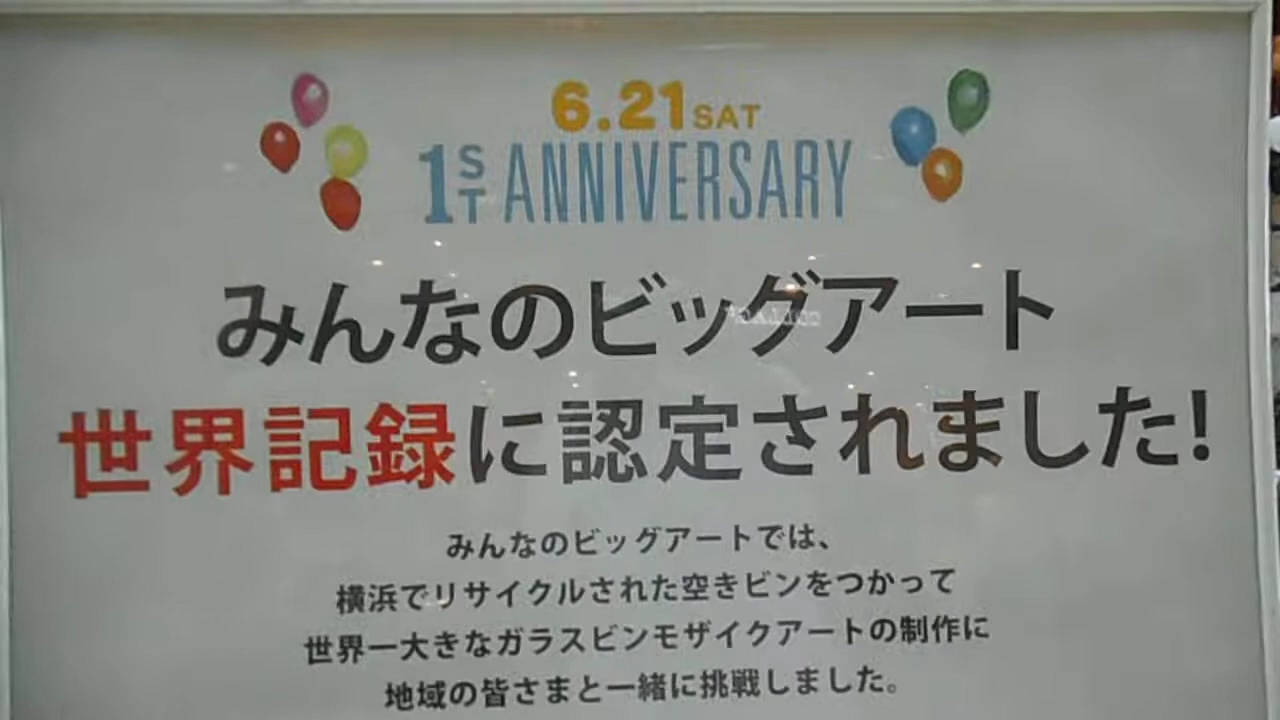 6.21 SAT
1ST ANNIVERSARY
みんなのビッグアート
世界記録に認定されました!
みんなのビッグアートでは、
横浜でリサイクルされた空きビンをつかって
世界一大きなガラスビンモザイクアートの制作に
地域の皆さまと一緒に挑戦しました。